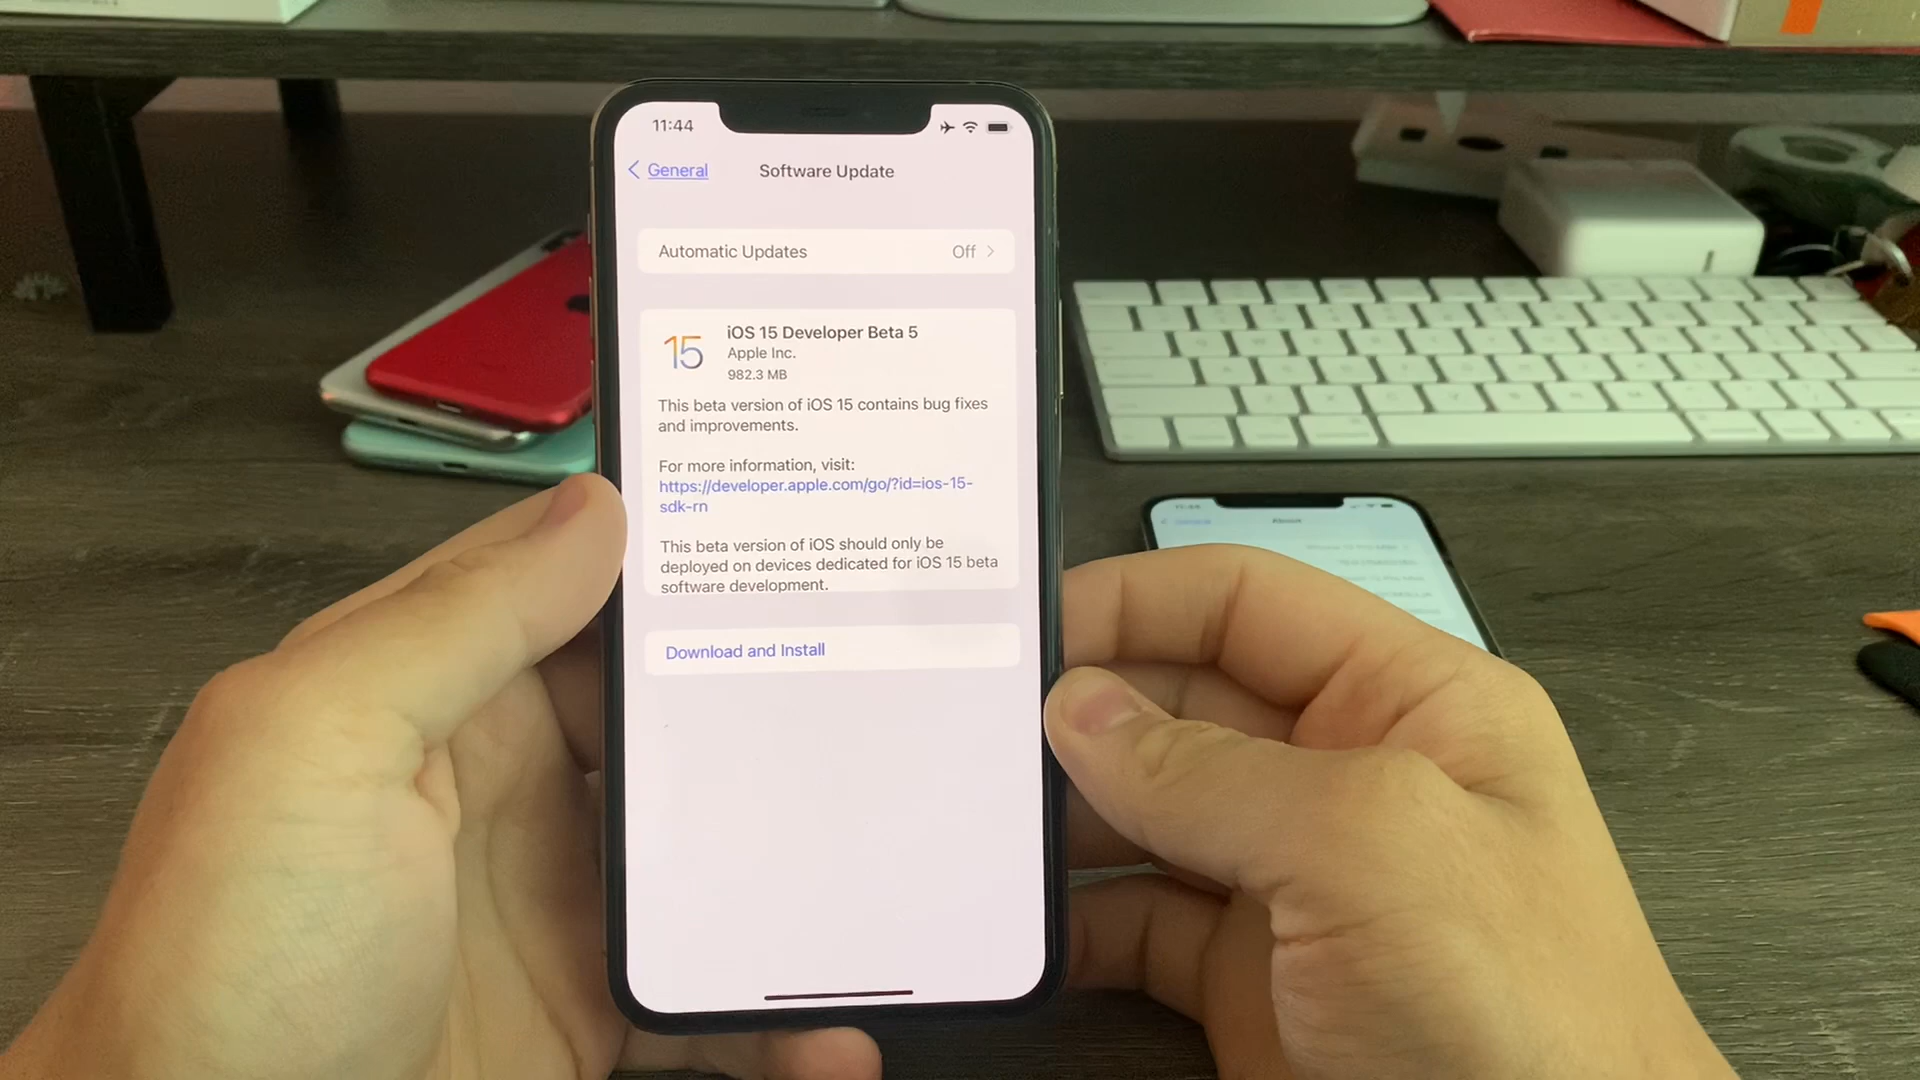 11:44
General
Software Update
Automatic Updates
Off
15
iOS 15 Developer Beta 5
Apple Inc.
982.3 MB
This beta version of iOS 15 contains bug fixes
and improvements.
For more information, visit:
https://developer.apple.com/go/?id=ios-15-
sdk-rn
This beta version of iOS should only be
deployed on devices dedicated for iOS 15 beta
software development.
Download and Install
About